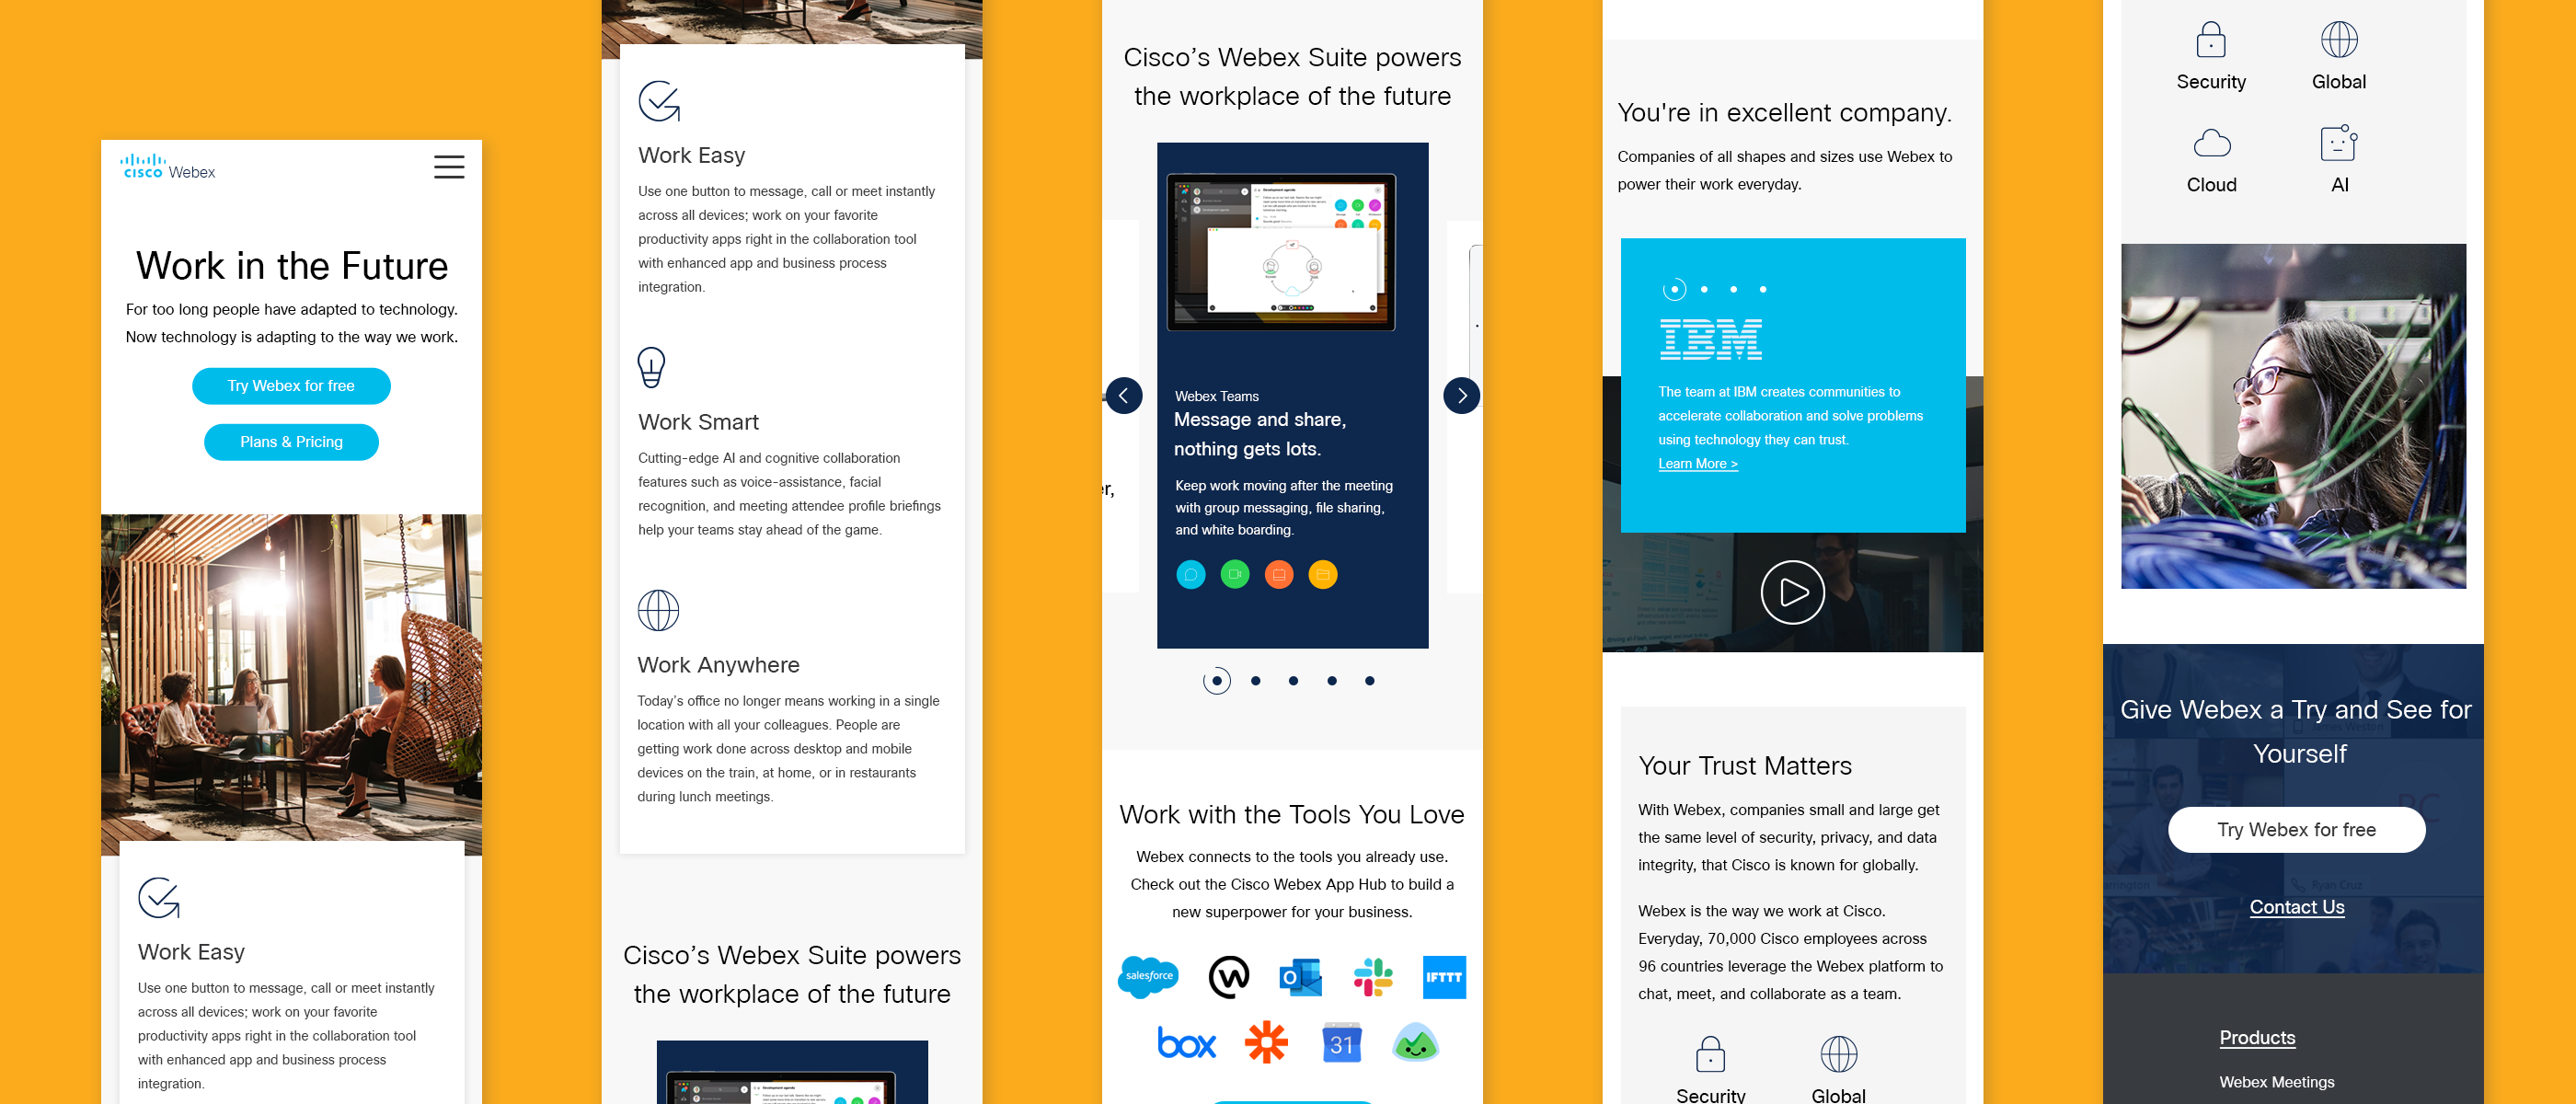 cisco Webex
Work in the Future
For too long people have adapted to technology.
Now technology is adapting to the way we work.
Try Webex for free
Plans & Pricing
Work Easy
Use one button to message, call or meet instantly
across all devices; work on your favorite
productivity apps right in the collaboration tool
with enhanced app and business process
integration.
Work Easy
Use one button to message, call or meet instantly
across all devices; work on your favorite
productivity apps right in the collaboration tool
with enhanced app and business process
integration.
Work Smart
Cutting-edge AI and cognitive collaboration
features such as voice-assistance, facial
recognition, and meeting attendee profile briefings
help your teams stay ahead of the game.
Work Anywhere
Today's office no longer means working in a single
location with all your colleagues. People are
getting work done across desktop and mobile
devices on the train, at home, or in restaurants
during lunch meetings.
Cisco's Webex Suite powers
the workplace of the future
Development agenda
Cisco's Webex Suite powers
the workplace of the future
Development agenda
Webex Teams
Message and share,
nothing gets lots.
Keep work moving after the meeting
with group messaging, file sharing,
and white boarding.
Work with the Tools You Love
Webex connects to the tools you already use.
Check out the Cisco Webex App Hub to build a
new superpower for your business.
salesforce
IFTTT
box
31
You're in excellent company.
Companies of all shapes and sizes use Webex to
power their work everyday.
IBM
The team at IBM creates communities to
accelerate collaboration and solve problems
using technology they can trust.
Learn More >
Your Trust Matters
With Webex, companies small and large get
the same level of security, privacy, and data
integrity, that Cisco is known for globally.
Webex is the way we work at Cisco.
Everyday, 70,000 Cisco employees across
96 countries leverage the Webex platform to
chat, meet, and collaborate as a team.
Security
Global
Security
Global
Cloud
AI
Give Webex a Try and See for
Yourself
Try Webex for free
Ryan Cruz
Contact Us
Products
Webex Meetings